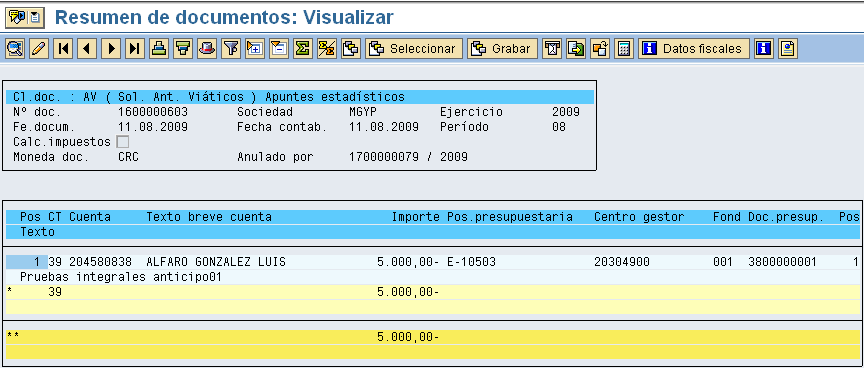 Resumen de documentos: Visualizar
Seleccionar Grabar Datos fiscales
Cl.doc. : AV ( Sol. Ant. Viáticos ) Apuntes estadísticos
Nº doc. 1600000603 Sociedad MGYP Ejercicio 2009
Fe.docum. 11.08.2009 Fecha contab. 11.08.2009 Período 08
Calc.impuestos
Moneda doc. CRC Anulado por 1700000079 / 2009
Pos CT Cuenta Texto breve cuenta Importe Pos.presupuestaria Centro gestor Fond Doc.presup. Pos
Texto
1 39 204580838 ALFARO GONZALEZ LUIS 5.000,00- E-10503 20304900 001 3800000001 1
Pruebas integrales anticipo01
* 39 5.000,00-
** 5.000,00-